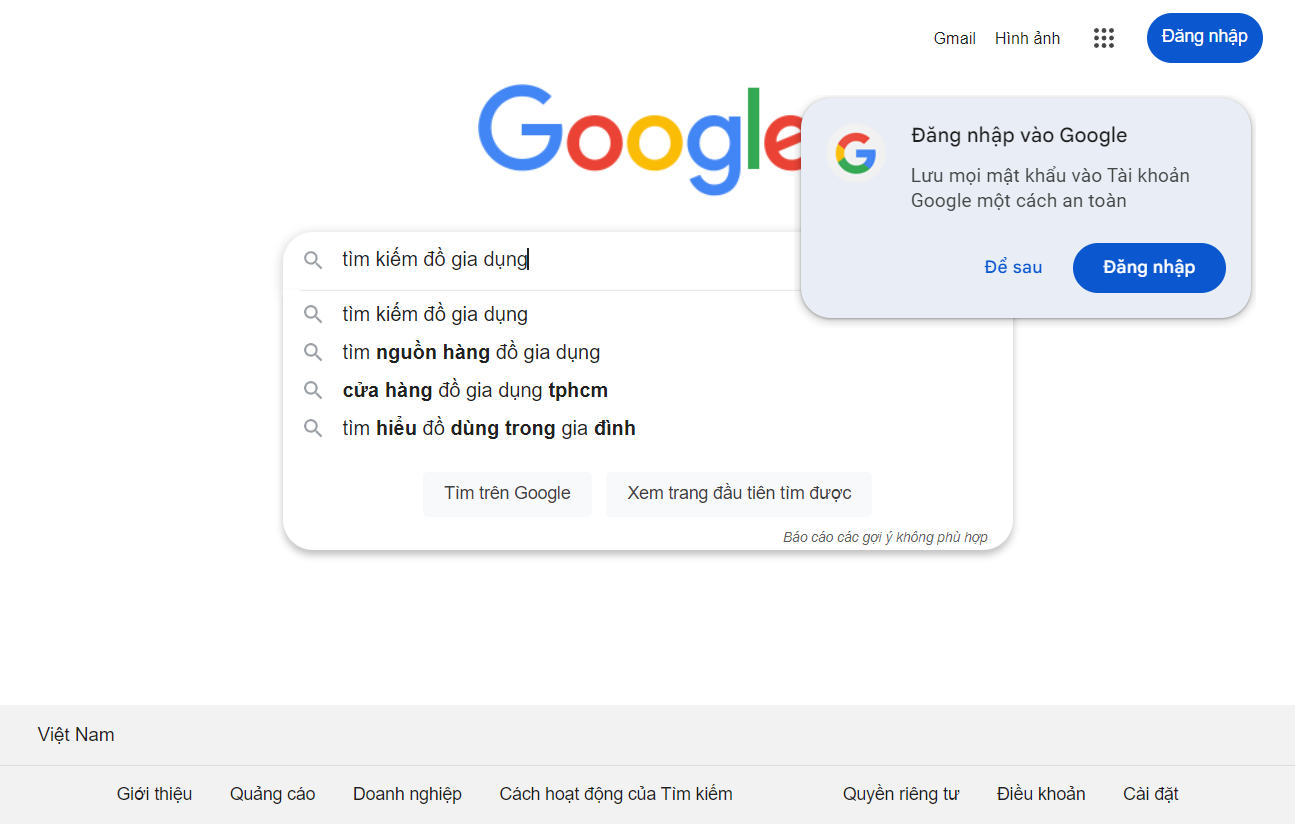 Gmail Hình ảnh Đăng nhập
Google
Đăng nhập vào Google
Lưu mọi mật khẩu vào Tài khoản
Google một cách an toàn
Để sau Đăng nhập
tìm kiếm đồ gia dụng
tìm kiếm đồ gia dụng
tìm nguồn hàng đồ gia dụng
cửa hàng đồ gia dụng tphcm
tìm hiểu đồ dùng trong gia đình
Tìm trên Google Xem trang đầu tiên tìm được
Báo cáo các gợi ý không phù hợp
Việt Nam
Giới thiệu Quảng cáo Doanh nghiệp Cách hoạt động của Tìm kiếm Quyền riêng tư Điều khoản Cài đặt